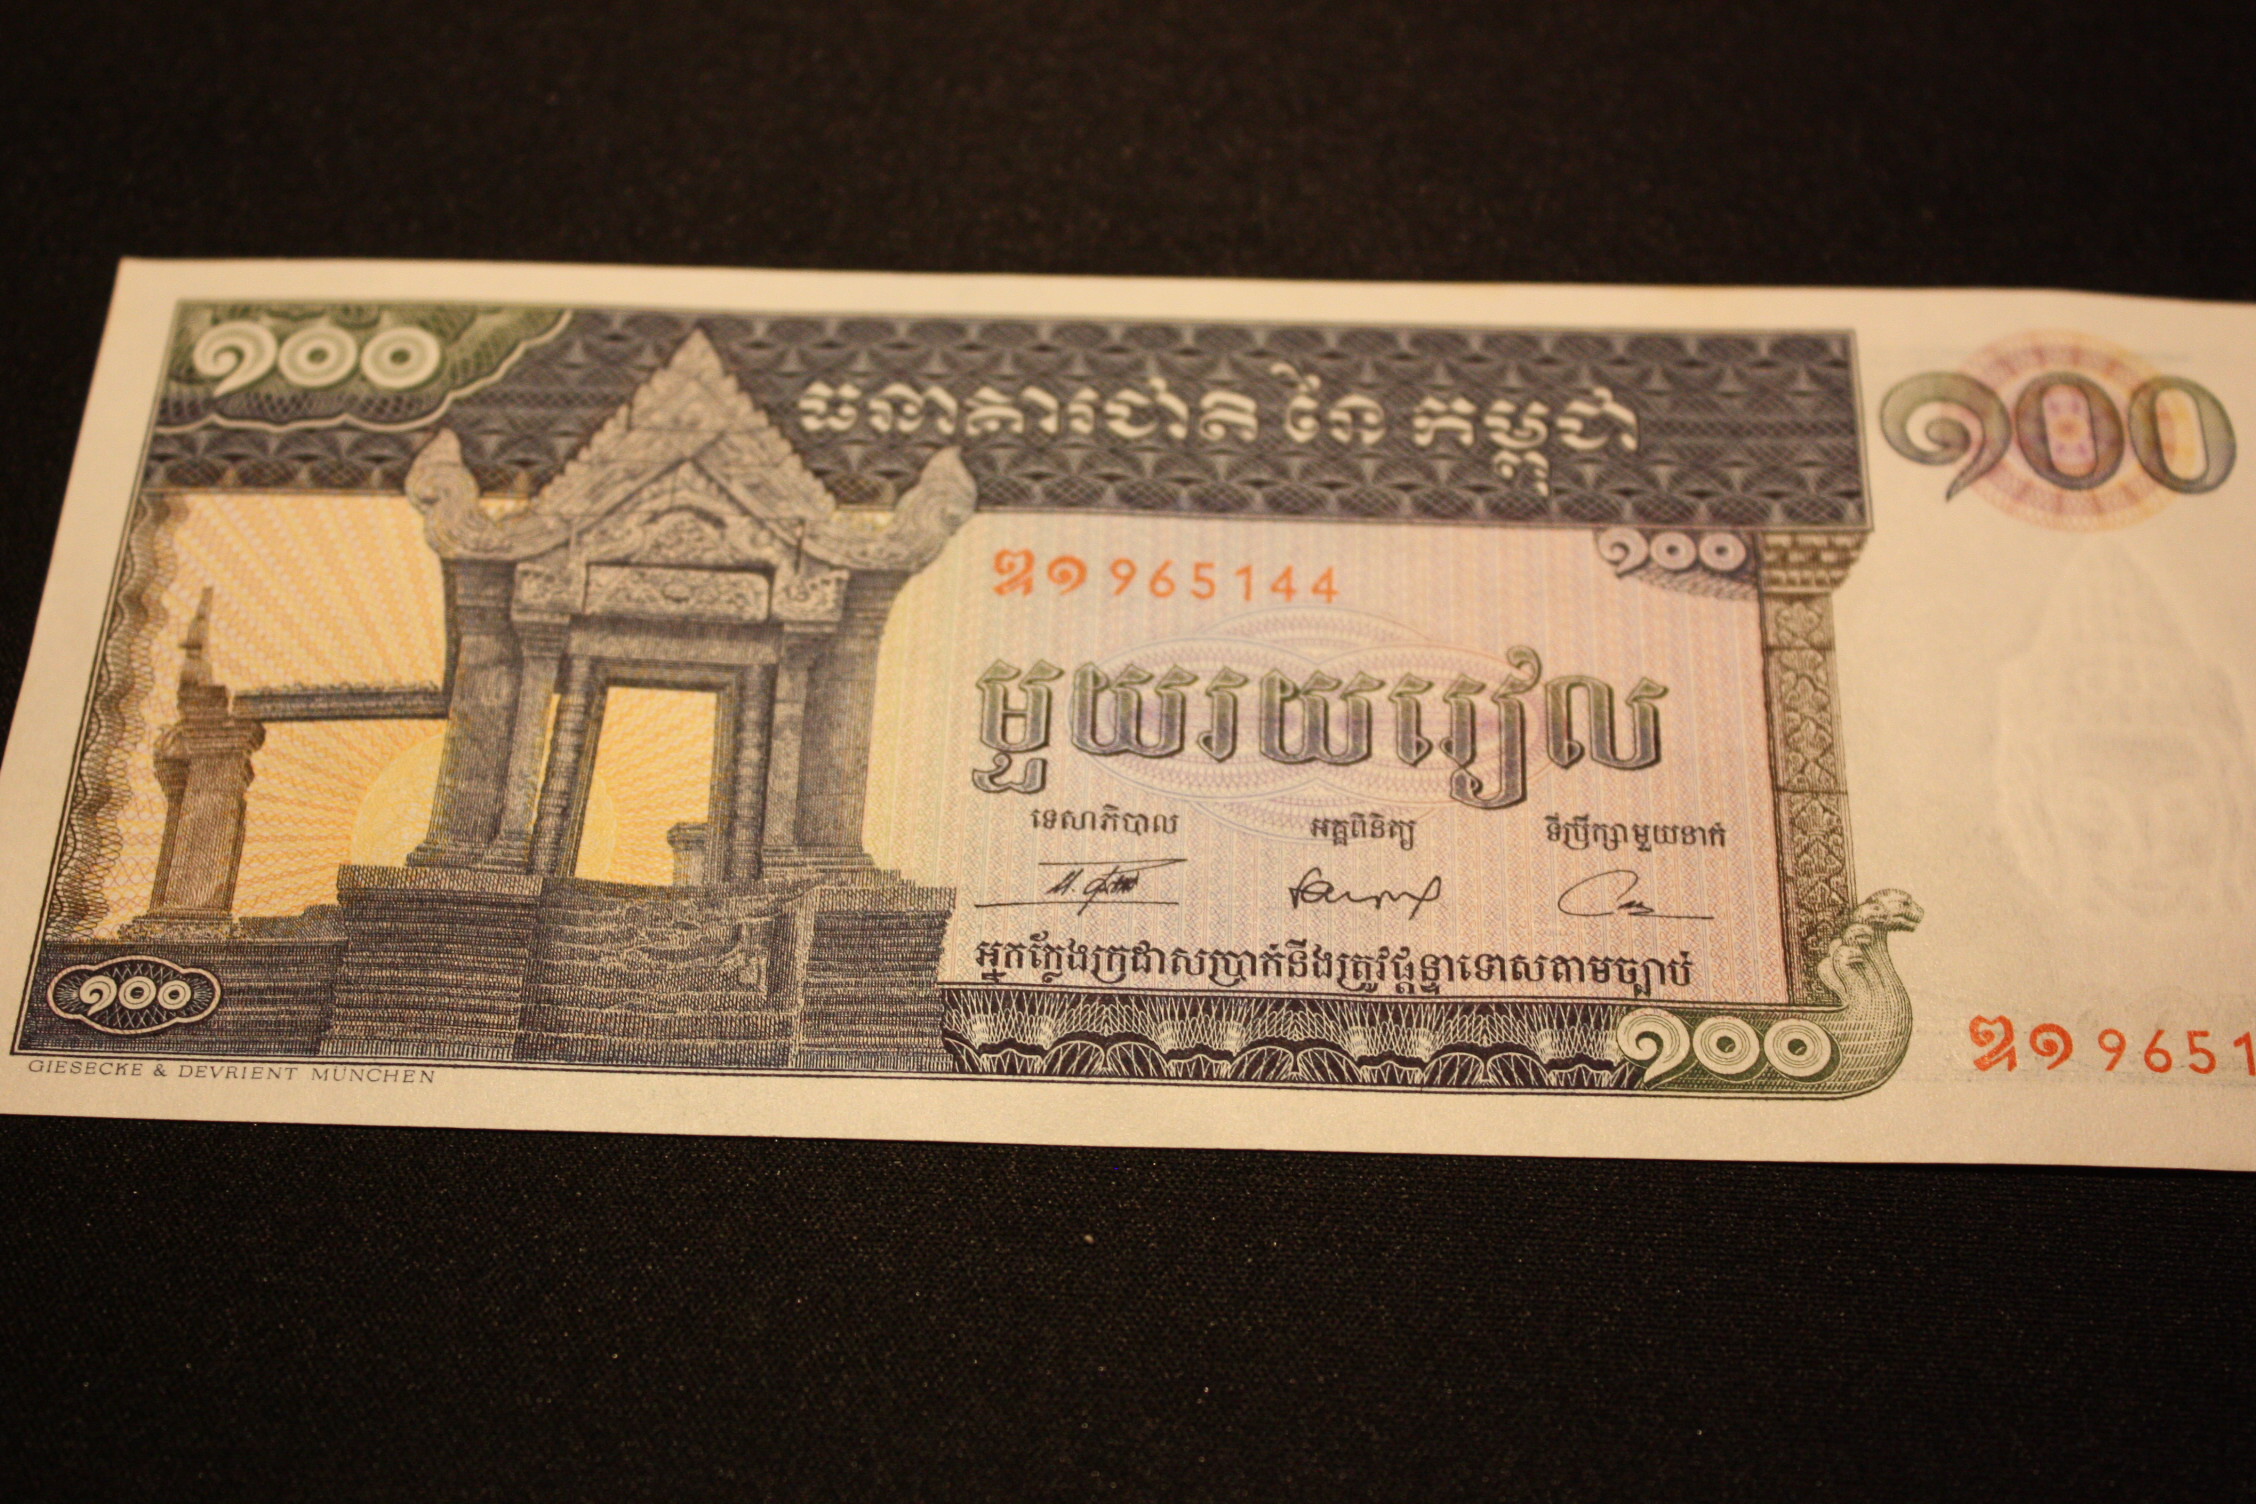 ១០០
ធនាគារជាតិ នៃ កម្ពុជា
១០០
១០០
965144
មួយរយរៀល
ទេសាភិបាល អគ្គពិនិត្យ ទីប្រឹក្សាមួយនាក់
អ្នកក្លែងក្រដាសប្រាក់នឹងត្រូវផ្តន្ទាទោសតាមច្បាប់
១០០
១០០
9651
GIESECKE & DEVRIENT MÜNCHEN